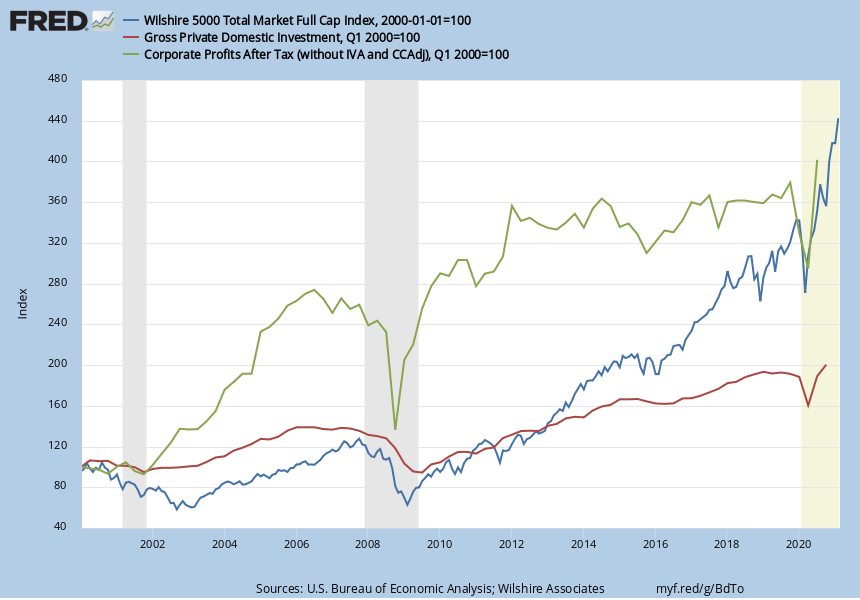 FRED
Wilshire 5000 Total Market Full Cap Index, 2000-01-01=100
Gross Private Domestic Investment, Q1 2000=100
Corporate Profits After Tax (without IVA and CCAdj), Q1 2000=100
480
440
400
360
320
280
240
200
160
120
80
40
Index
2002 2004 2006 2008 2010 2012 2014 2016 2018 2020
Sources: U.S. Bureau of Economic Analysis; Wilshire Associates myf.red/g/BdTo